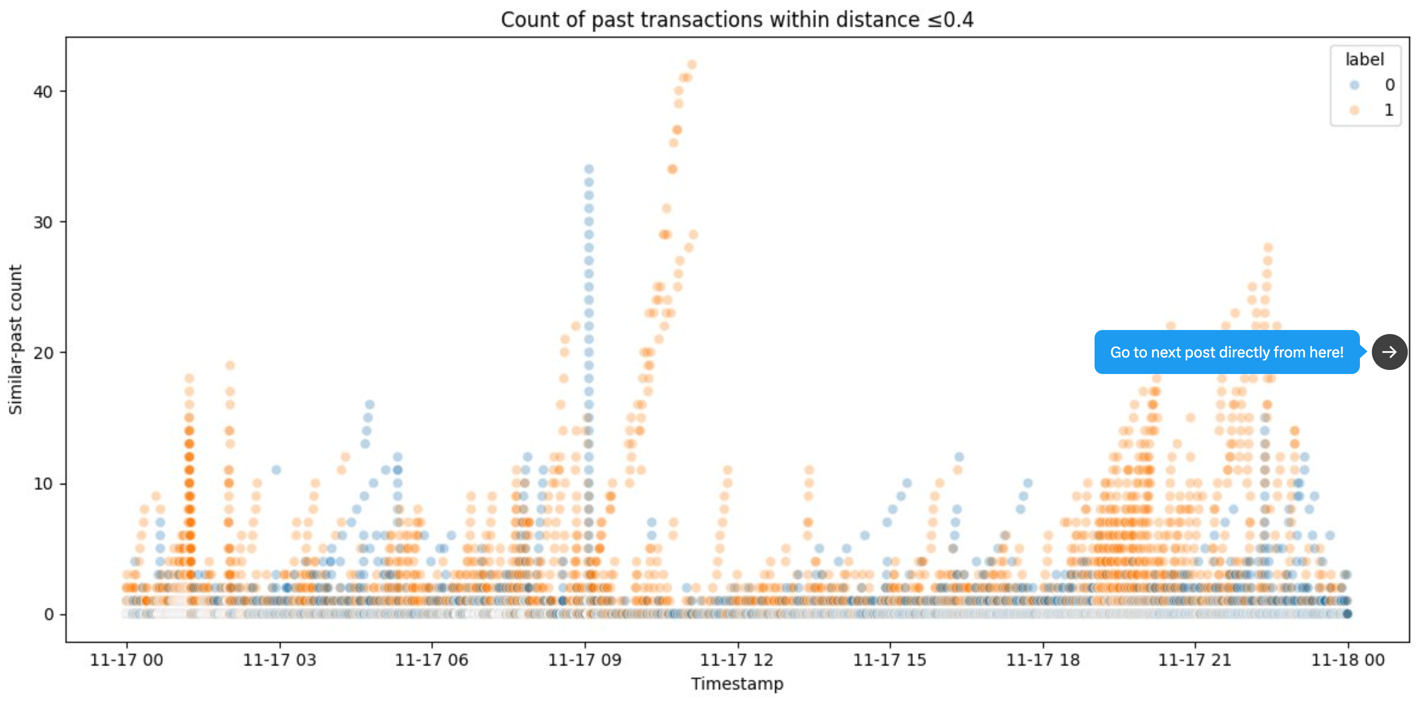 Count of past transactions within distance ≤0.4
label
0
1
40
30
20
10
0
Similar-past count
Go to next post directly from here!
11-17 00 11-17 03 11-17 06 11-17 09 11-17 12 11-17 15 11-17 18 11-17 21 11-18 00
Timestamp